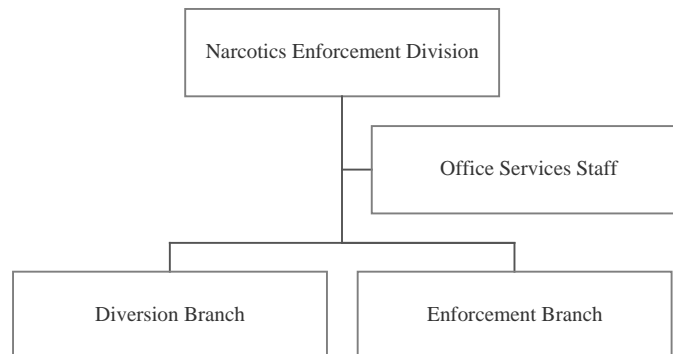 Narcotics Enforcement Division
Office Services Staff
Diversion Branch
Enforcement Branch